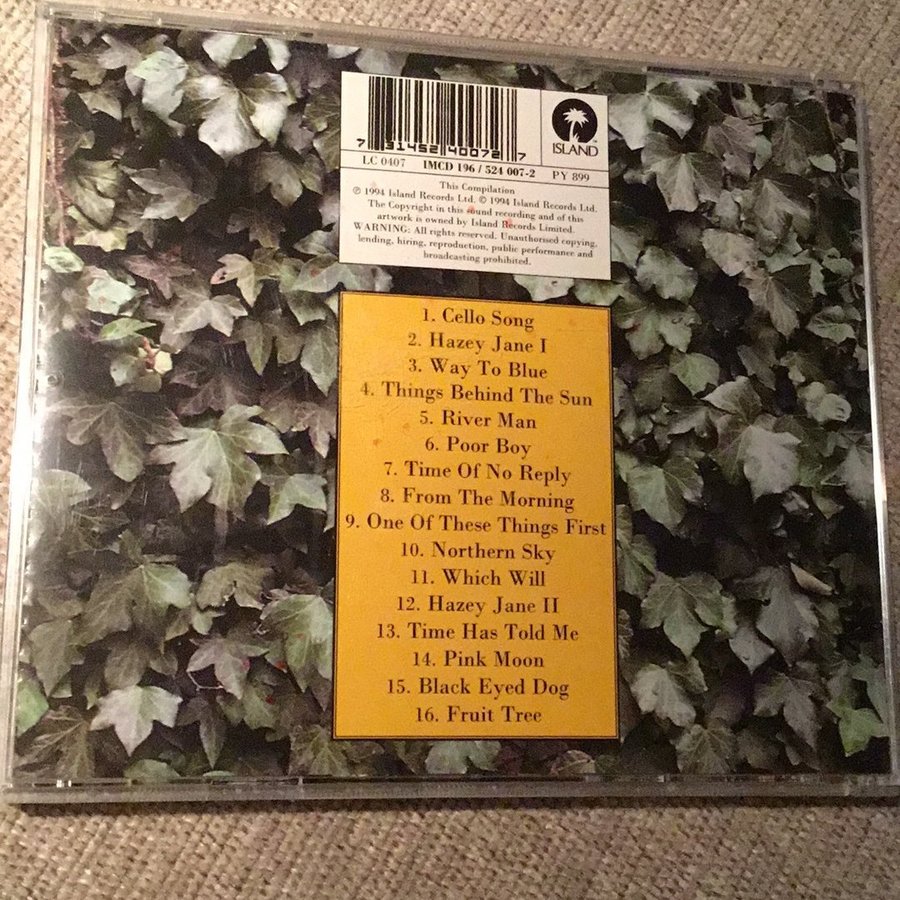 7 31452 40072 7
ISLAND
LC 0407
IMCD 196 / 524 007-2
PY 899
This Compilation
℗ 1994 Island Records Ltd. © 1994 Island Records Ltd.
The Copyright in this sound recording and of this
artwork is owned by Island Records Limited.
WARNING: All rights reserved. Unauthorised copying,
lending, hiring, reproduction, public performance and
broadcasting prohibited.
1. Cello Song
2. Hazey Jane I
3. Way To Blue
4. Things Behind The Sun
5. River Man
6. Poor Boy
7. Time Of No Reply
8. From The Morning
9. One Of These Things First
10. Northern Sky
11. Which Will
12. Hazey Jane II
13. Time Has Told Me
14. Pink Moon
15. Black Eyed Dog
16. Fruit Tree